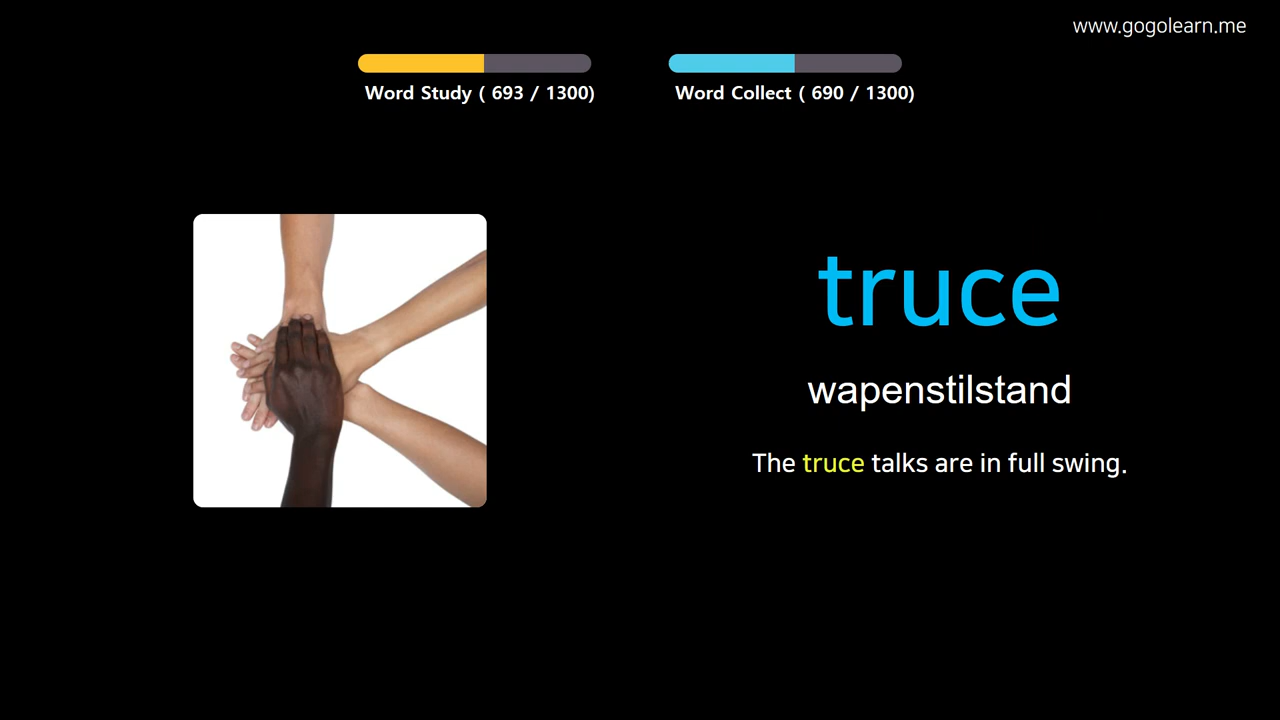 www.gogolearn.me
Word Study ( 693 / 1300)
Word Collect ( 690 / 1300)
truce
wapenstilstand
The truce talks are in full swing.